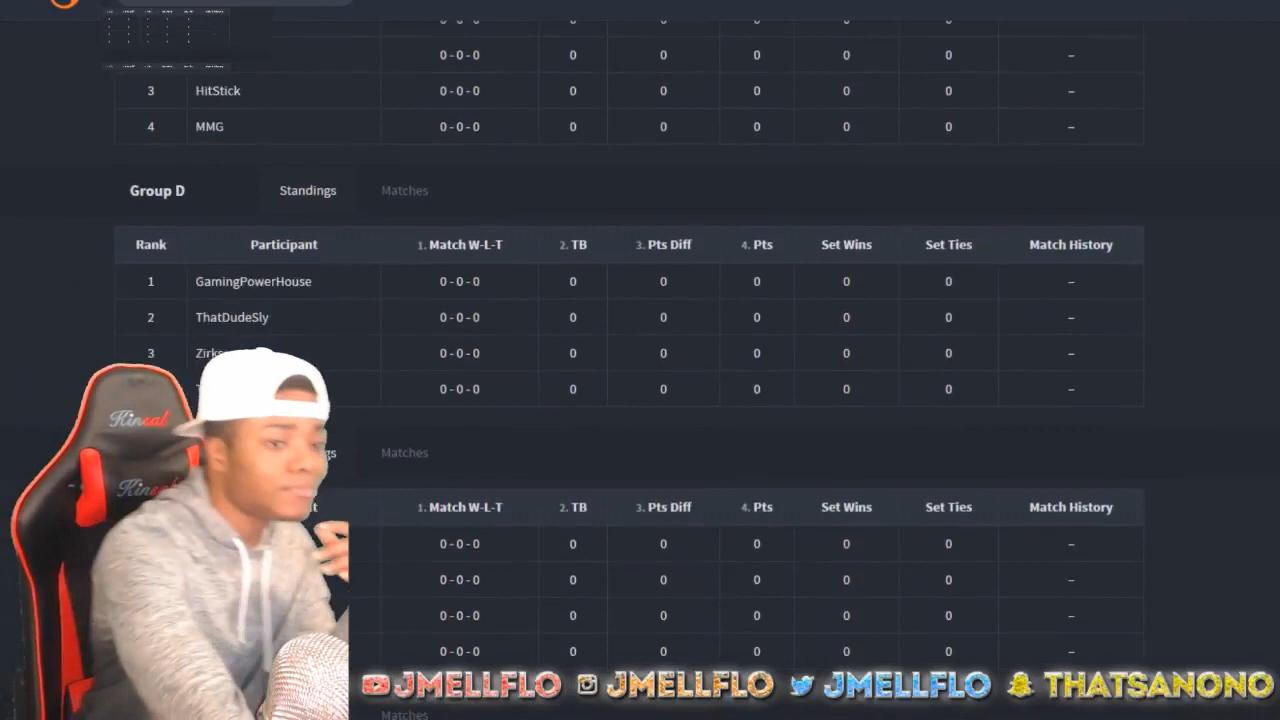 0 - 0 - 0 0 0 0 0 0 –
3 HitStick 0 - 0 - 0 0 0 0 0 0 –
4 MMG 0 - 0 - 0 0 0 0 0 0 –
Group D Standings Matches
Rank Participant 1. Match W-L-T 2. TB 3. Pts Diff 4. Pts Set Wins Set Ties Match History
1 GamingPowerHouse 0 - 0 - 0 0 0 0 0 0 –
2 ThatDudeSly 0 - 0 - 0 0 0 0 0 0 –
3 0 - 0 - 0 0 0 0 0 0 –
0 - 0 - 0 0 0 0 0 0 –
Matches
1. Match W-L-T 2. TB 3. Pts Diff 4. Pts Set Wins Set Ties Match History
0 - 0 - 0 0 0 0 0 0 –
0 - 0 - 0 0 0 0 0 0 –
0 - 0 - 0 0 0 0 0 0 –
0 - 0 - 0 0 0 0 0 0 –
Kineal
JMELLFLO JMELLFLO JMELLFLO THATSANONO
Matches